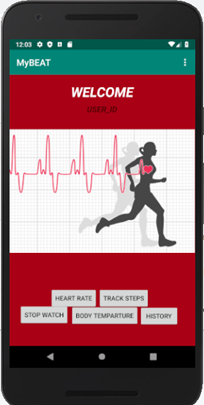 12:03
MyBEAT
WELCOME
USER_ID
HEART RATE TRACK STEPS
STOP WATCH BODY TEMPARTURE HISTORY